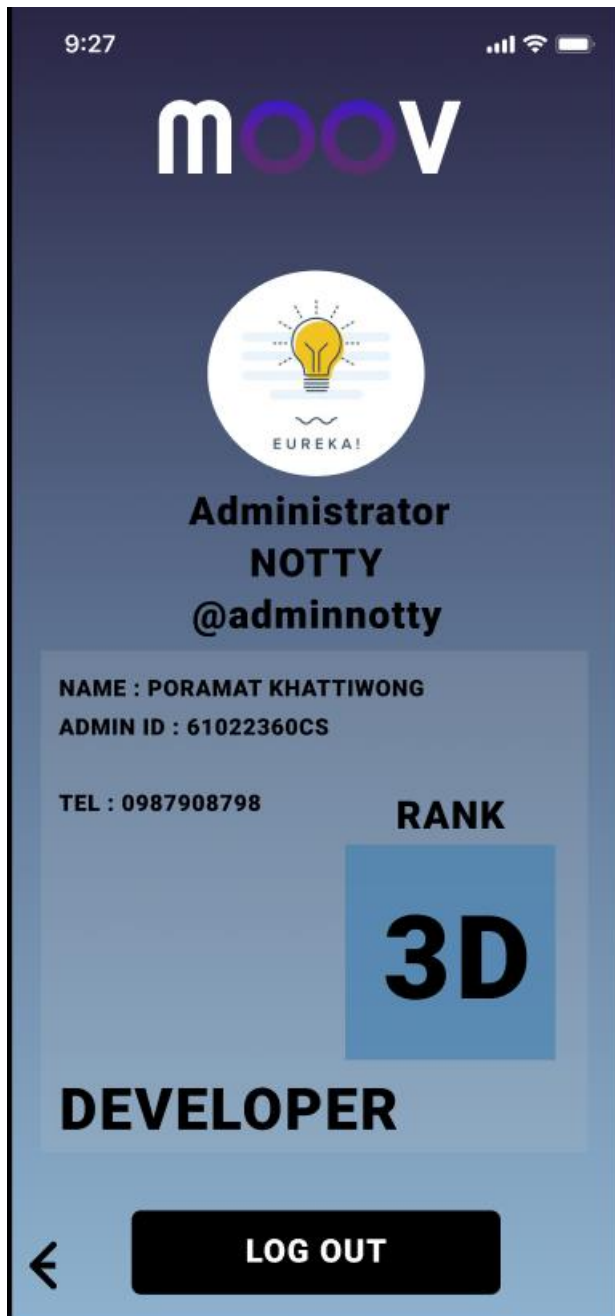 9:27
mOOV
EUREKA!
Administrator
NOTTY
@adminnotty
NAME : PORAMAT KHATTIWONG
ADMIN ID : 61022360CS
TEL : 0987908798
RANK
3D
DEVELOPER
LOG OUT